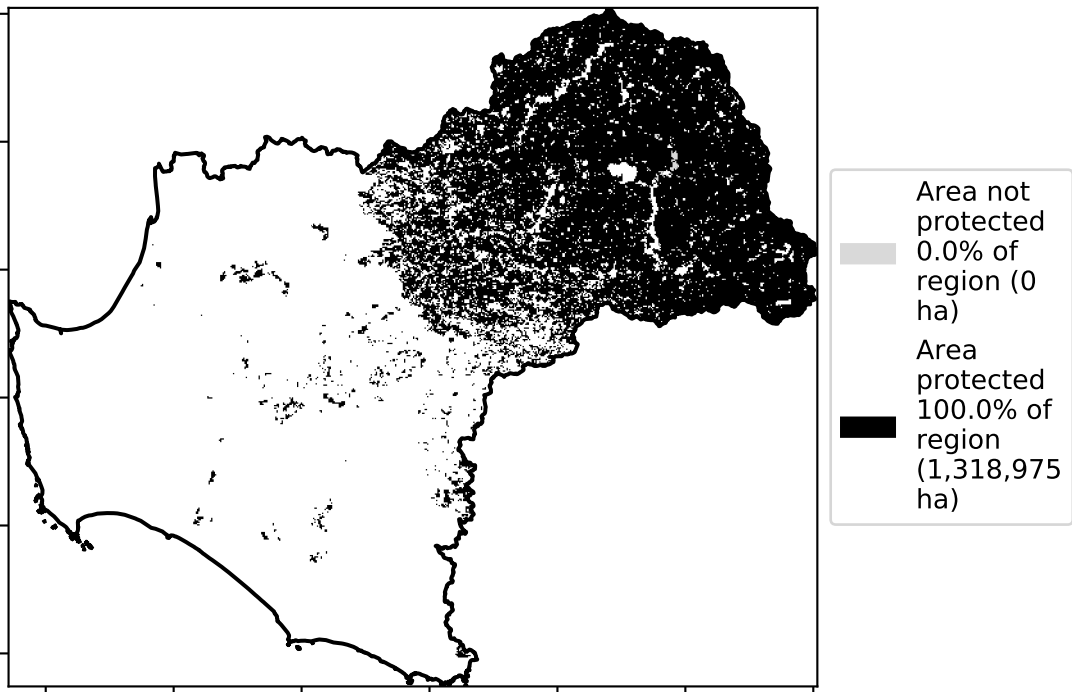 Area not
protected
0.0% of
region (0
ha)
Area
protected
100.0% of
region
(1,318,975
ha)